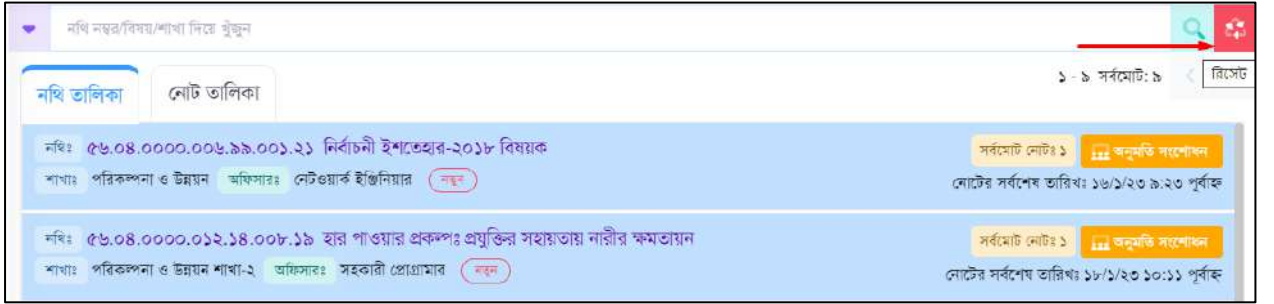 নথি নম্বর/বিষয়/শাখা দিয়ে খুঁজুন
নথি তালিকা নোট তালিকা ১ - ৯ সর্বমোট: ৯ রিসেট
নথিঃ ৫৬.০৪.০০০০.০০৬.৯৯.০০১.২১ নির্বাচনী ইশতেহার-২০১৮ বিষয়ক সর্বমোট নোটঃ ১ অনুমতি সংশোধন
শাখাঃ পরিকল্পনা ও উন্নয়ন অফিসারঃ নেটওয়ার্ক ইঞ্জিনিয়ার নতুন নোটের সর্বশেষ তারিখঃ ১৬/১/২৩ ৯:২৩ পূর্বাহ্ন
নথিঃ ৫৬.০৪.০০০০.০১২.১৪.০০৮.১৯ হার পাওয়ার প্রকল্পঃ প্রযুক্তির সহায়তায় নারীর ক্ষমতায়ন সর্বমোট নোটঃ ১ অনুমতি সংশোধন
শাখাঃ পরিকল্পনা ও উন্নয়ন শাখা-২ অফিসারঃ সহকারী প্রোগ্রামার নতুন নোটের সর্বশেষ তারিখঃ ১৮/১/২৩ ১০:১১ পূর্বাহ্ন